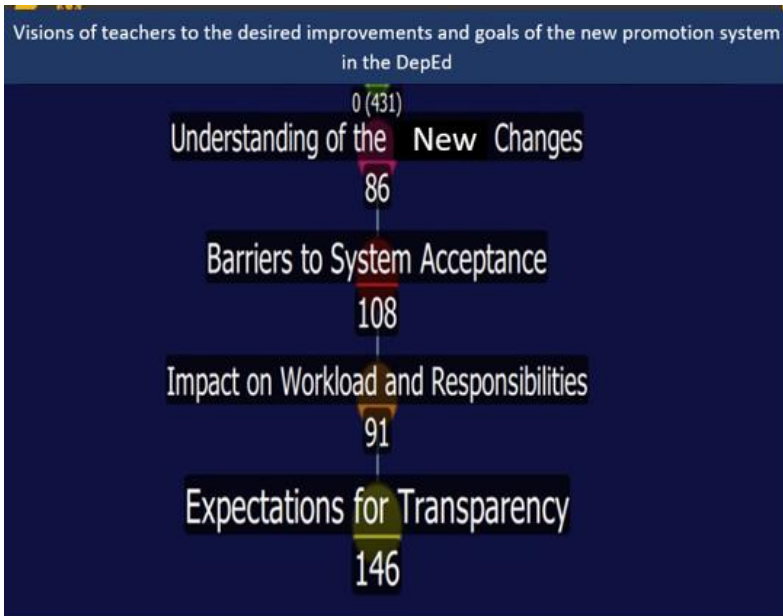 Visions of teachers to the desired improvements and goals of the new promotion system
in the DepEd
0 (431)
Understanding of the New Changes
86
Barriers to System Acceptance
108
Impact on Workload and Responsibilities
91
Expectations for Transparency
146